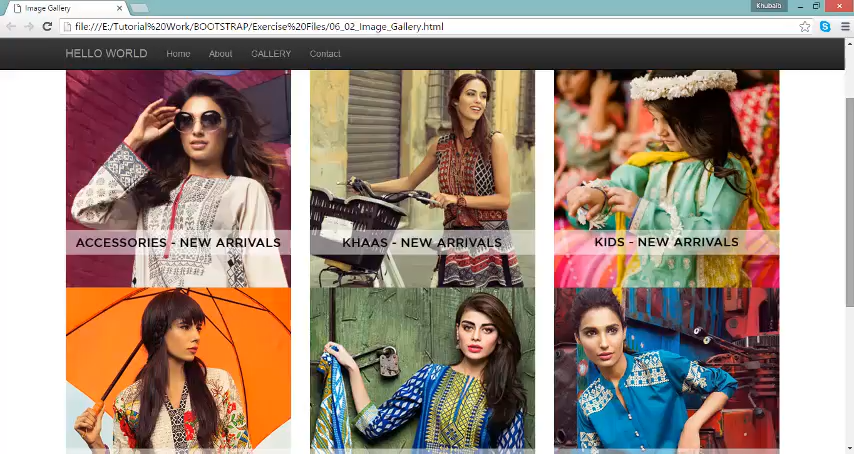 Image Gallery
Khubaib
file:///E:/Tutorial%20Work/BOOTSTRAP/Exercise%20Files/06_02_Image_Gallery.html
HELLO WORLD Home About GALLERY Contact
ACCESSORIES - NEW ARRIVALS
KHAAS - NEW ARRIVALS
KIDS - NEW ARRIVALS